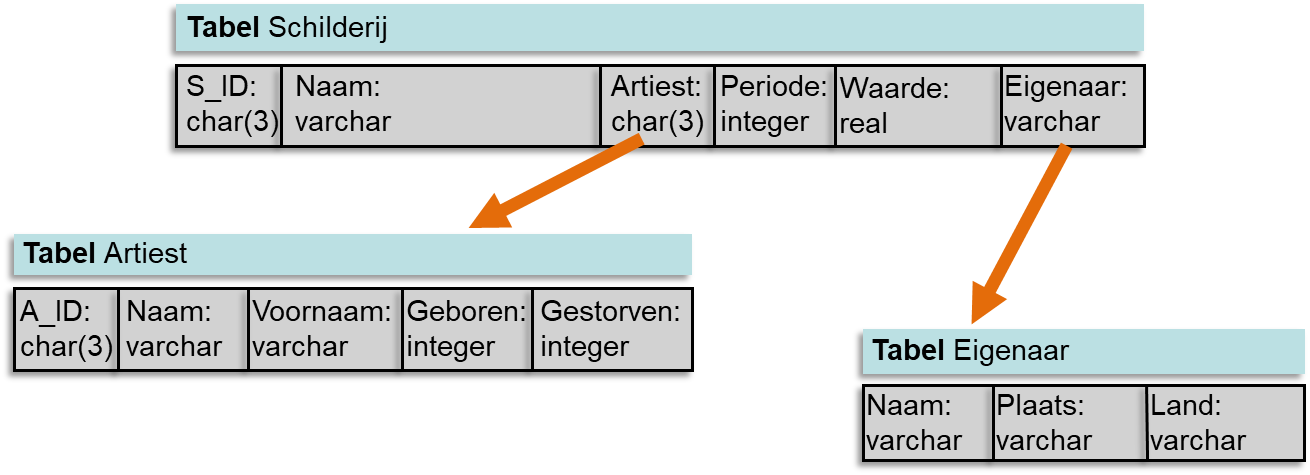 Tabel Schilderij
S_ID: Naam: Artiest: Periode: Waarde: Eigenaar:
char(3) varchar char(3) integer real varchar
Tabel Artiest
A_ID: Naam: Voornaam: Geboren: Gestorven:
char(3) varchar varchar integer integer
Tabel Eigenaar
Naam: Plaats: Land:
varchar varchar varchar